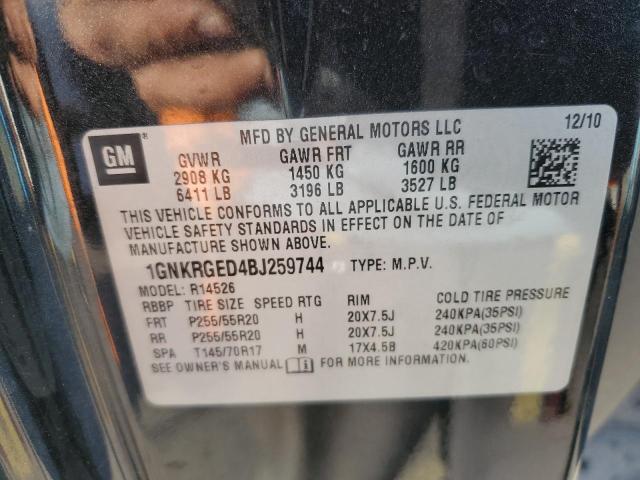 MFD BY GENERAL MOTORS LLC 12/10
GM ®
GVWR GAWR FRT GAWR RR
2908 KG 1450 KG 1600 KG
6411 LB 3196 LB 3527 LB
THIS VEHICLE CONFORMS TO ALL APPLICABLE U.S. FEDERAL MOTOR
VEHICLE SAFETY STANDARDS IN EFFECT ON THE DATE OF
MANUFACTURE SHOWN ABOVE.
1GNKRGED4BJ259744 TYPE: M.P.V.
MODEL: R14526
RBBP TIRE SIZE SPEED RTG RIM COLD TIRE PRESSURE
FRT P255/55R20 H 20X7.5J 240KPA(35PSI)
RR P255/55R20 H 20X7.5J 240KPA(35PSI)
SPA T145/70R17 M 17X4.5B 420KPA(60PSI)
SEE OWNER'S MANUAL FOR MORE INFORMATION.